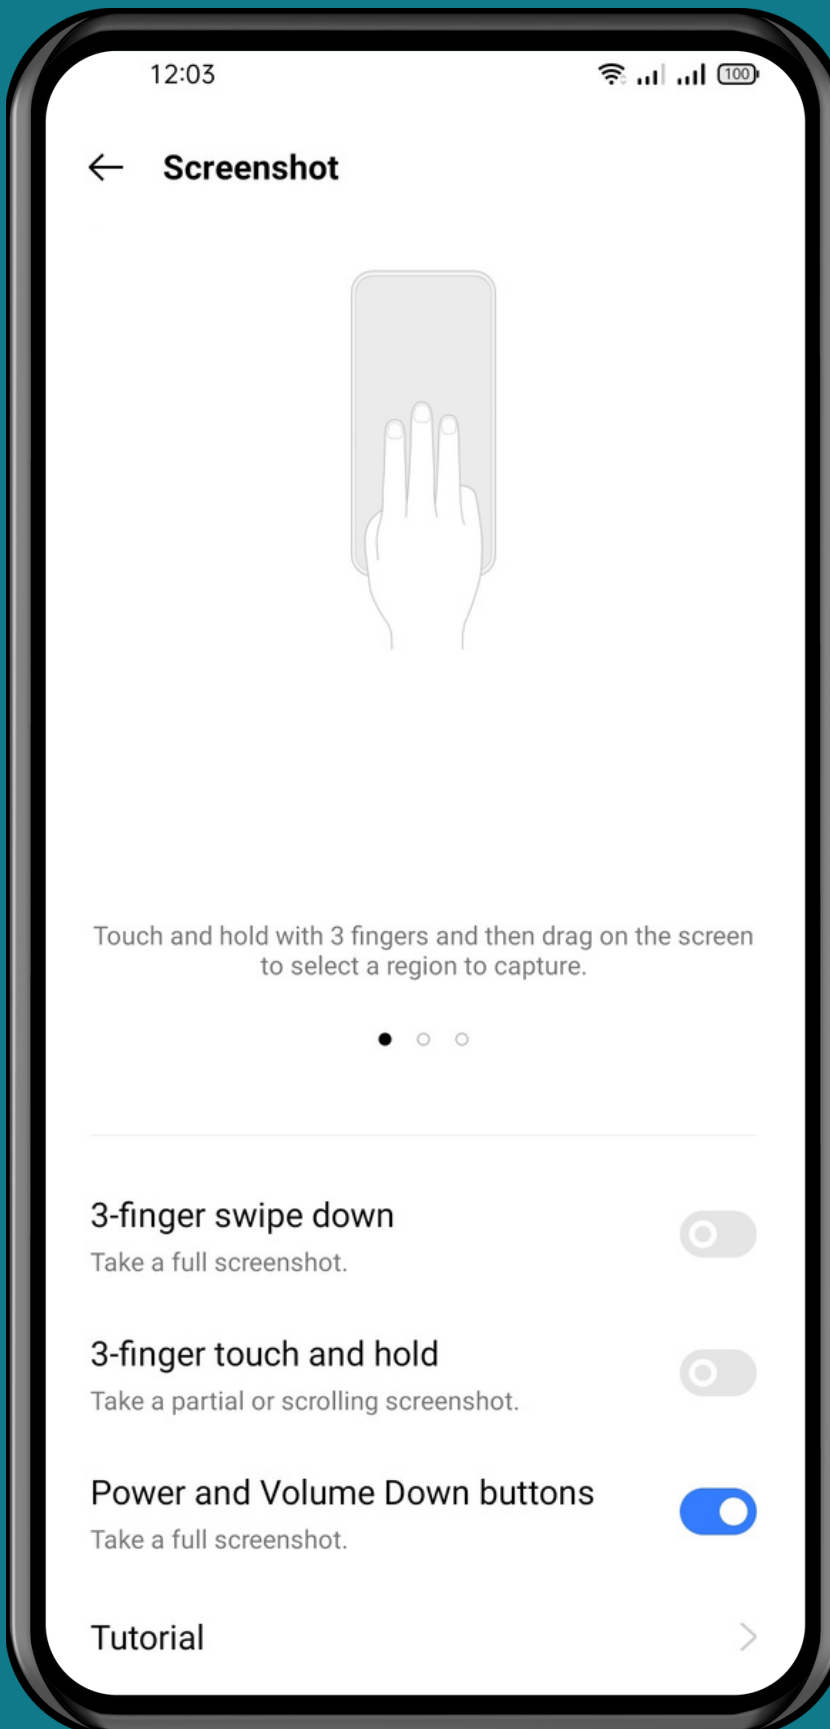 12:03
100
Screenshot
Touch and hold with 3 fingers and then drag on the screen
to select a region to capture.
3-finger swipe down
Take a full screenshot.
3-finger touch and hold
Take a partial or scrolling screenshot.
Power and Volume Down buttons
Take a full screenshot.
Tutorial